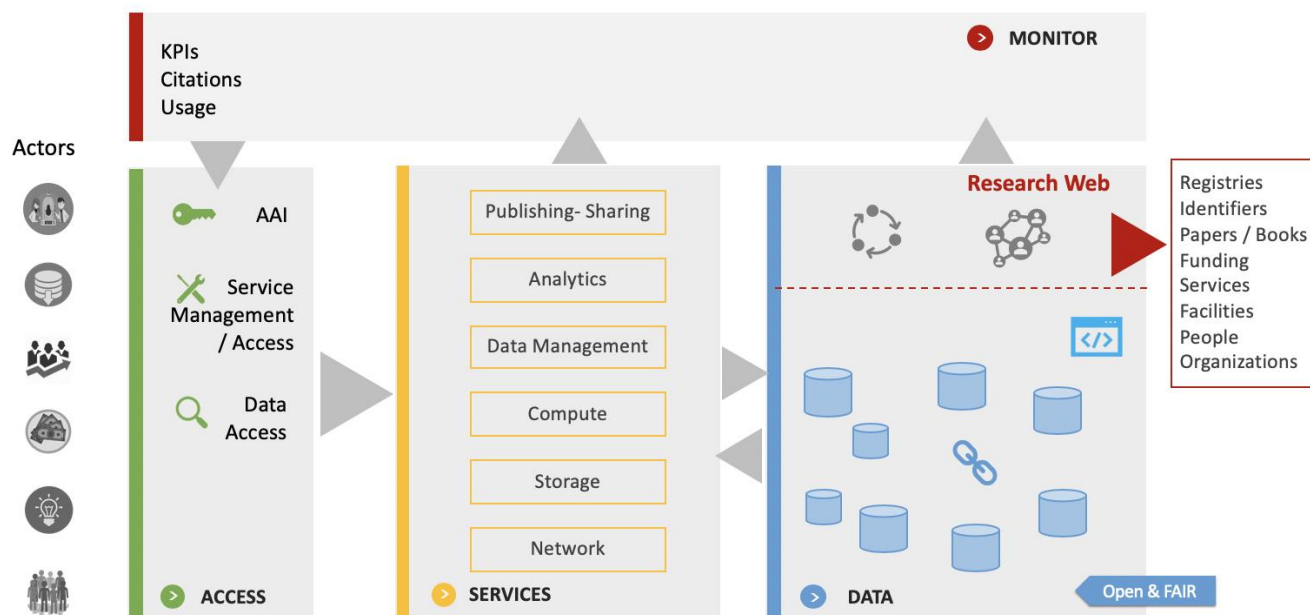 KPIs
Citations
Usage
MONITOR
Actors
AAI
Service
Management
/ Access
Data
Access
ACCESS
Publishing- Sharing
Analytics
Data Management
Compute
Storage
Network
SERVICES
Research Web
</>
DATA
Open & FAIR
Registries
Identifiers
Papers / Books
Funding
Services
Facilities
People
Organizations